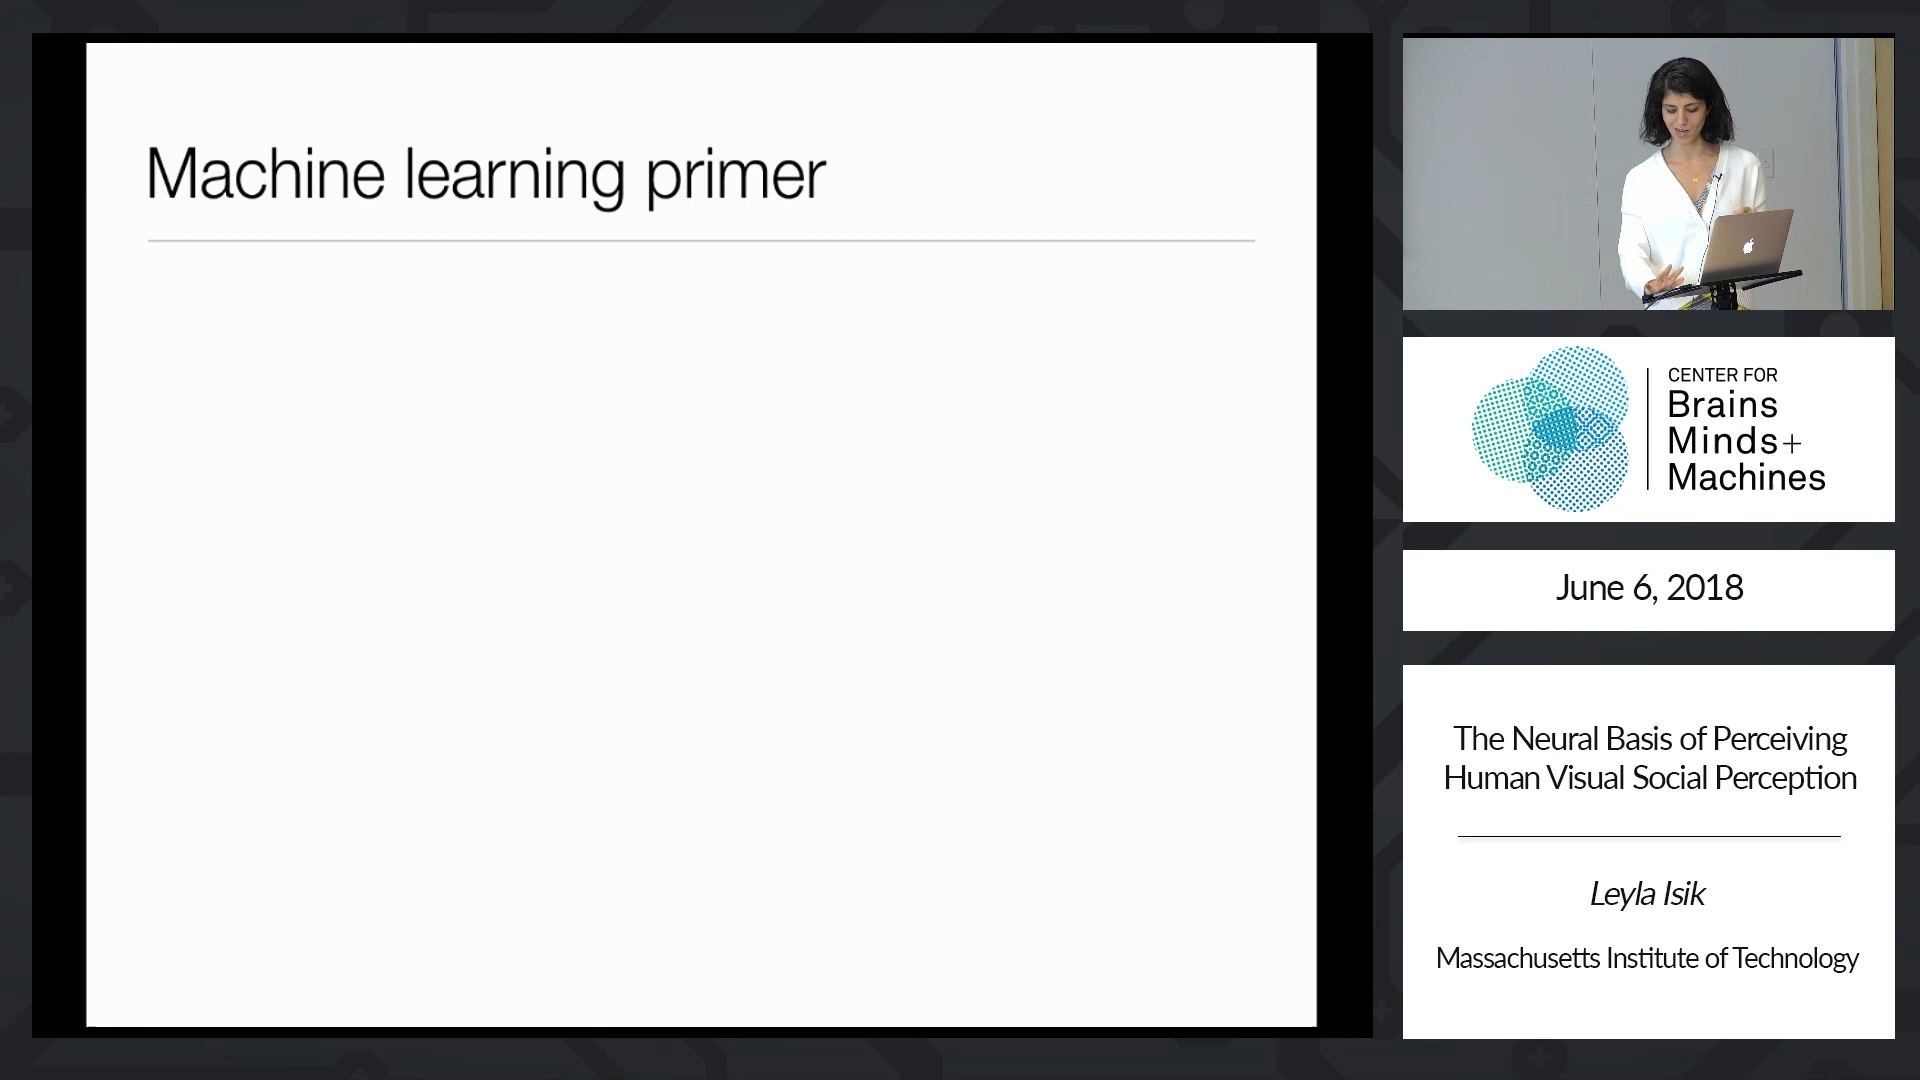 Machine learning primer
CENTER FOR
Brains
Minds+
Machines
June 6, 2018
The Neural Basis of Perceiving
Human Visual Social Perception
Leyla Isik
Massachusetts Institute of Technology